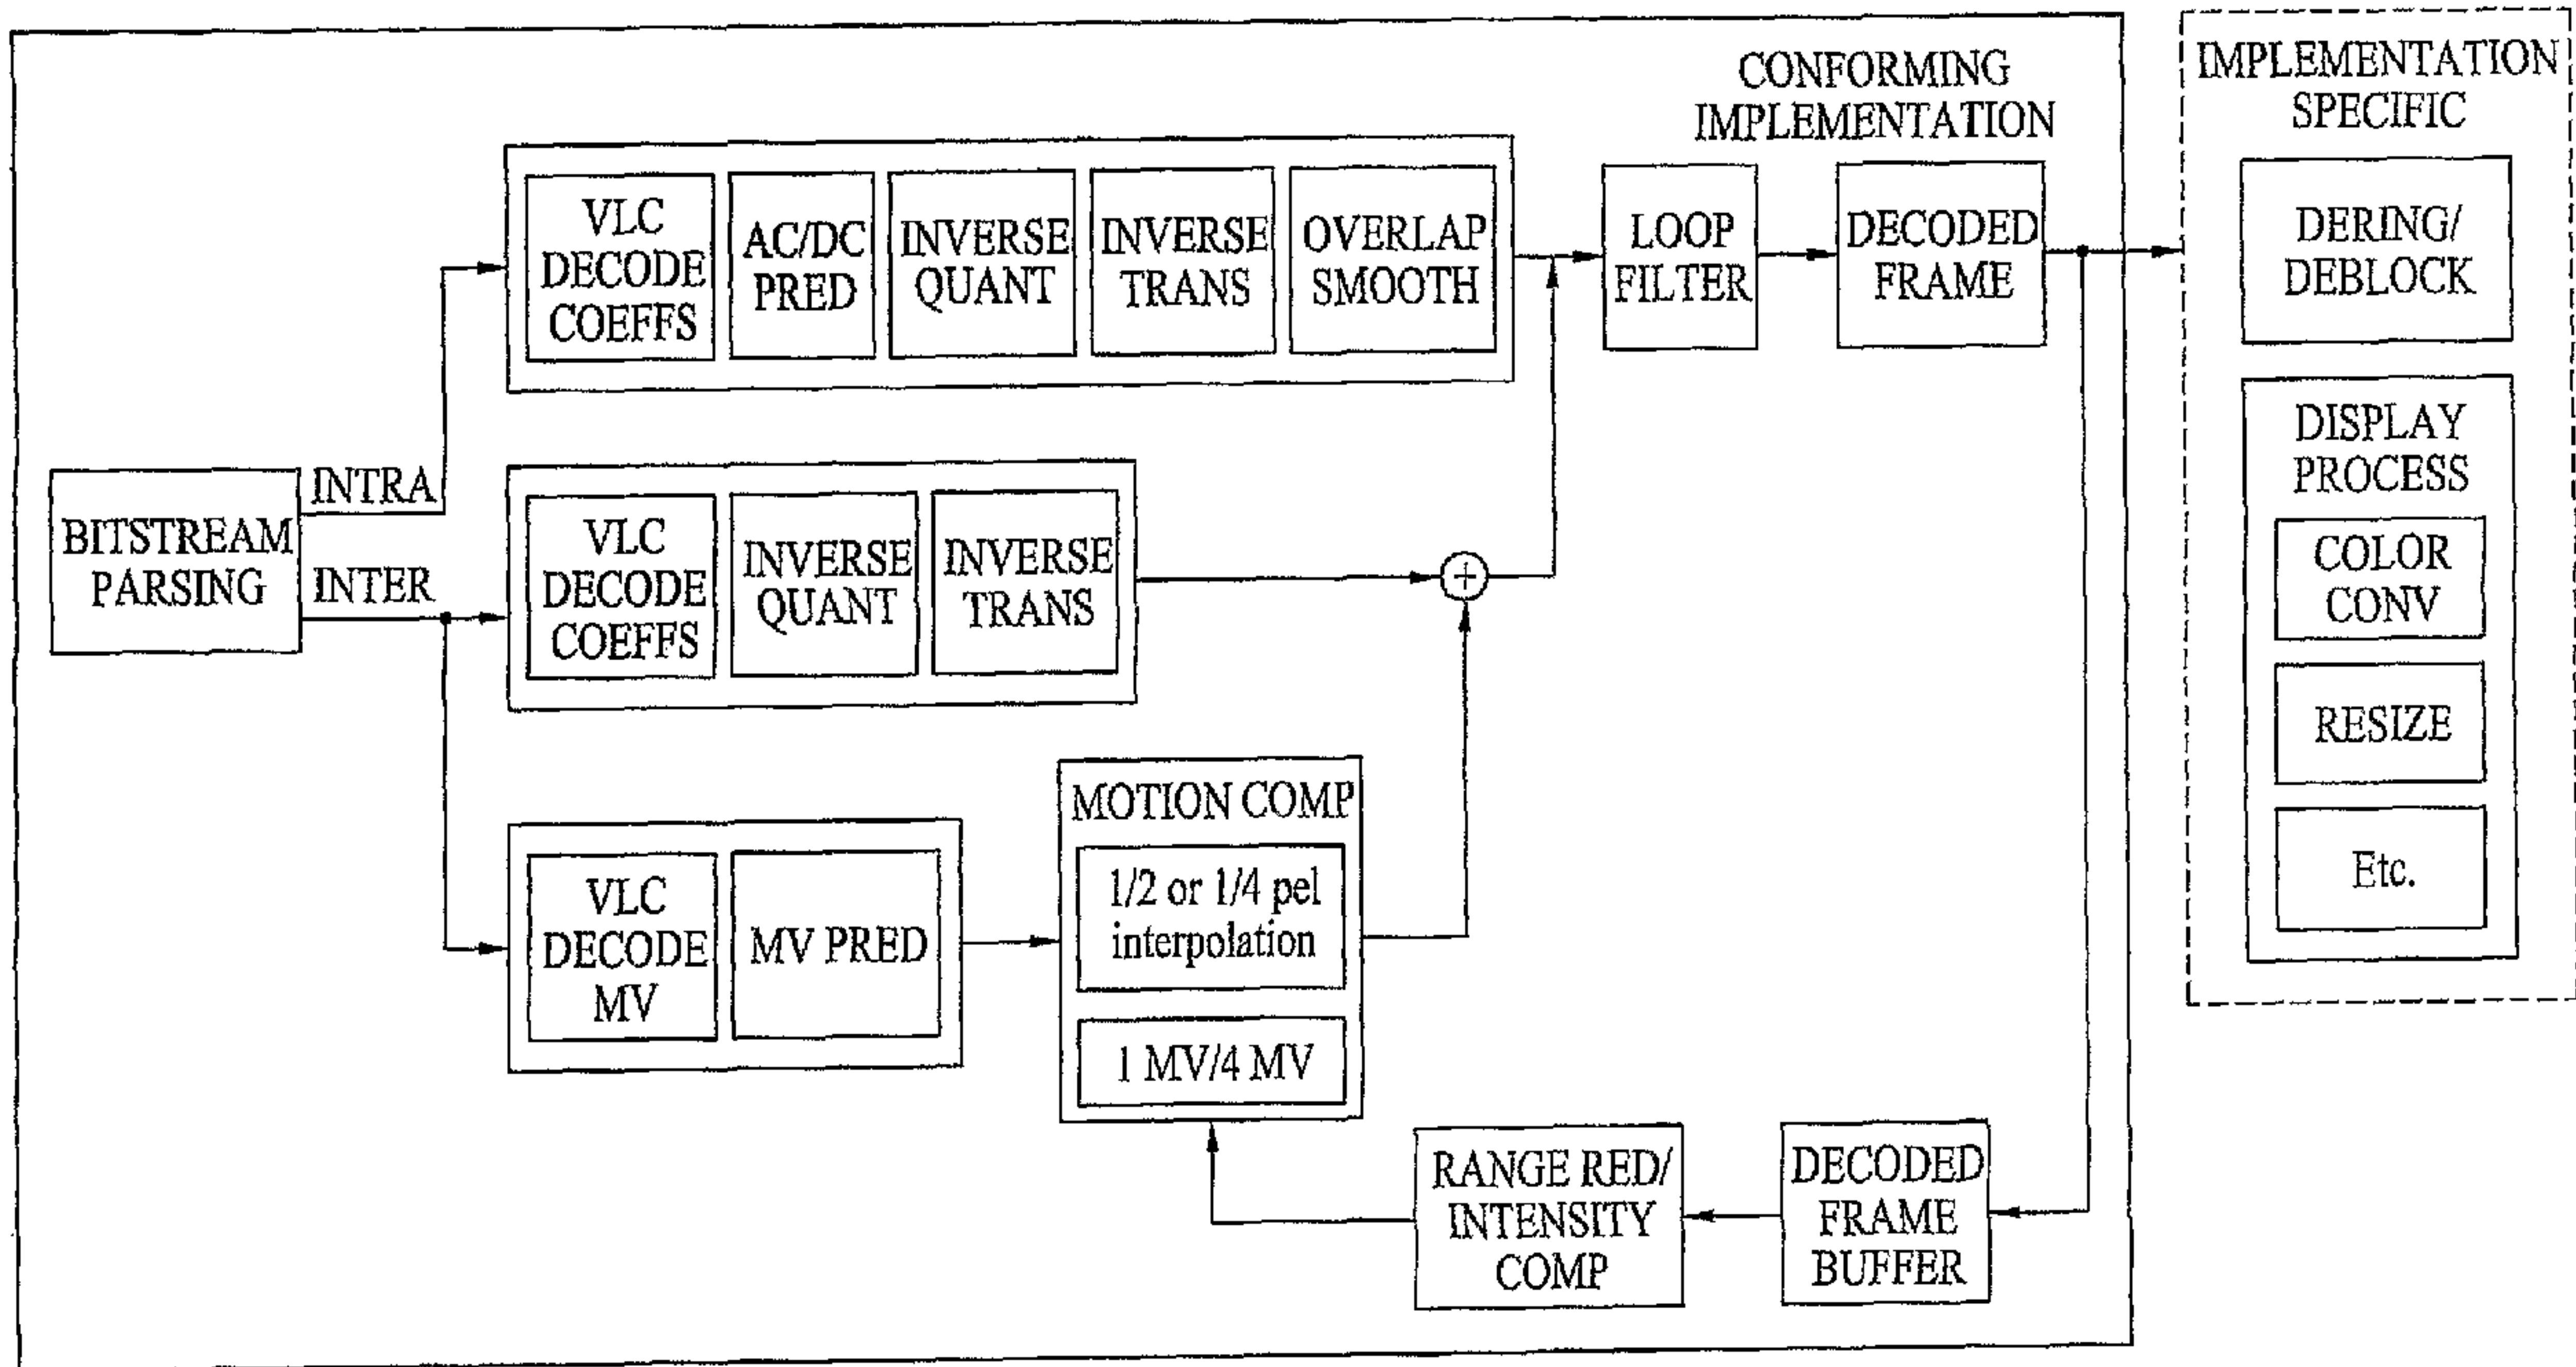 CONFORMING
IMPLEMENTATION
IMPLEMENTATION
SPECIFIC
VLC
DECODE
COEFFS
AC/DC
PRED
INVERSE
QUANT
INVERSE
TRANS
OVERLAP
SMOOTH
LOOP
FILTER
DECODED
FRAME
DERING/
DEBLOCK
DISPLAY
PROCESS
COLOR
CONV
RESIZE
Etc.
BITSTREAM
PARSING
INTRA
INTER
VLC
DECODE
COEFFS
INVERSE
QUANT
INVERSE
TRANS
+
VLC
DECODE
MV
MV PRED
MOTION COMP
1/2 or 1/4 pel
interpolation
1 MV/4 MV
RANGE RED/
INTENSITY
COMP
DECODED
FRAME
BUFFER